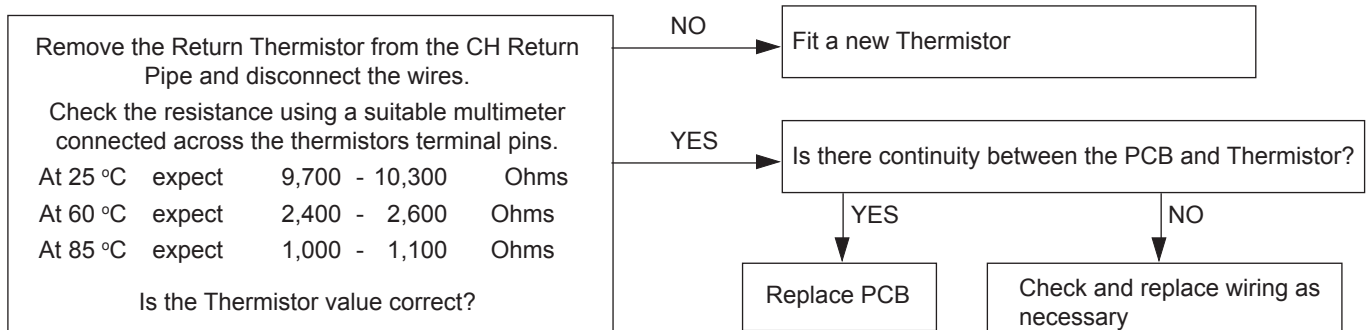 Remove the Return Thermistor from the CH Return
Pipe and disconnect the wires.
Check the resistance using a suitable multimeter
connected across the thermistors terminal pins.
At 25 °C expect 9,700 - 10,300 Ohms
At 60 °C expect 2,400 - 2,600 Ohms
At 85 °C expect 1,000 - 1,100 Ohms
Is the Thermistor value correct?
NO
Fit a new Thermistor
YES
Is there continuity between the PCB and Thermistor?
YES
NO
Replace PCB
Check and replace wiring as
necessary